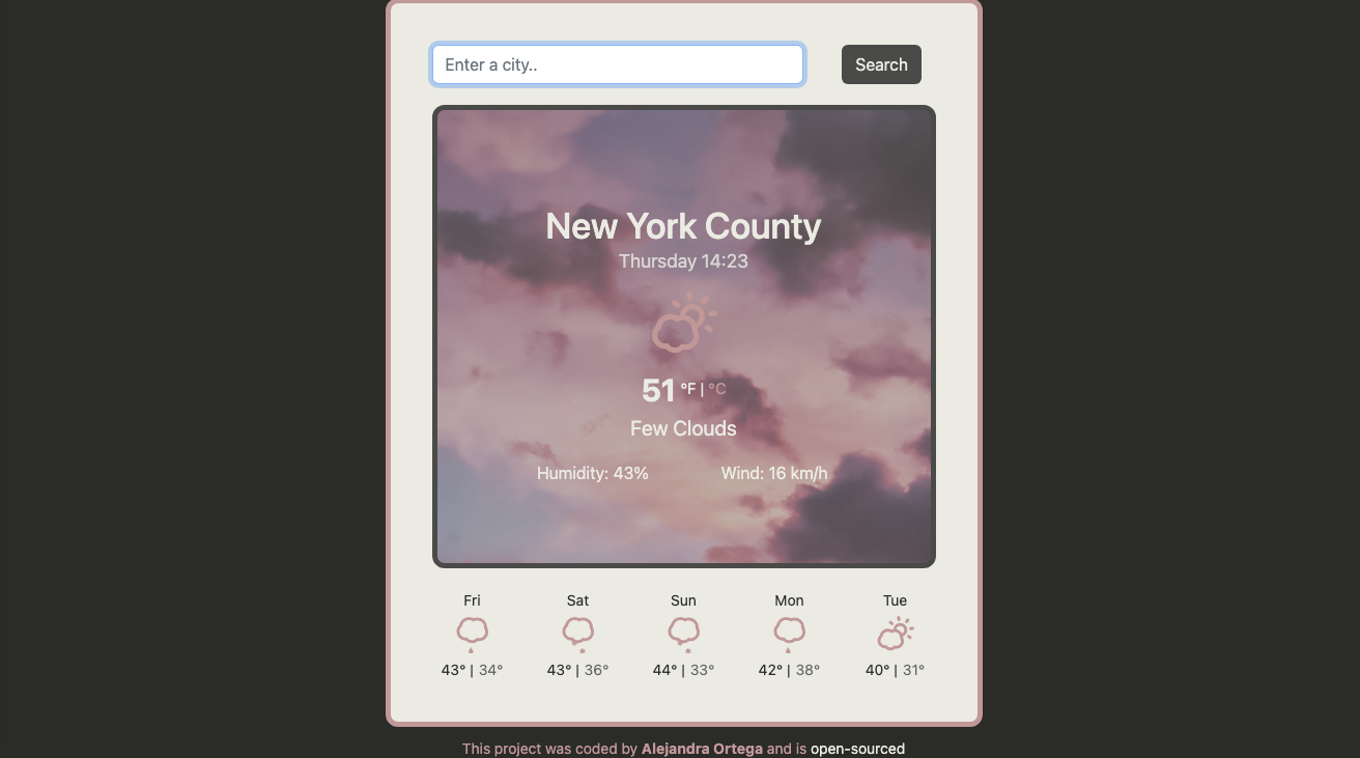 Enter a city..
Search
New York County
Thursday 14:23
51 °F | °C
Few Clouds
Humidity: 43% Wind: 16 km/h
Fri Sat Sun Mon Tue
43° | 34° 43° | 36° 44° | 33° 42° | 38° 40° | 31°
This project was coded by Alejandra Ortega and is open-sourced